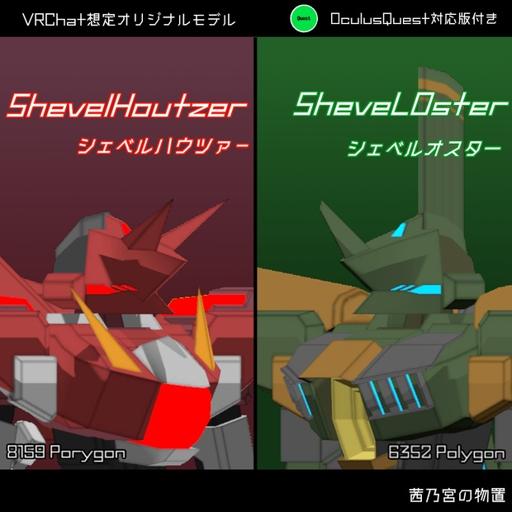 VRChat想定オリジナルモデル
Quest OculusQuest対応版付き
ShevelHoutzer
シェベルハウツァー
SheveLOster
シェベルオスター
8159 Porygon
6352 Polygon
茜乃宮の物置